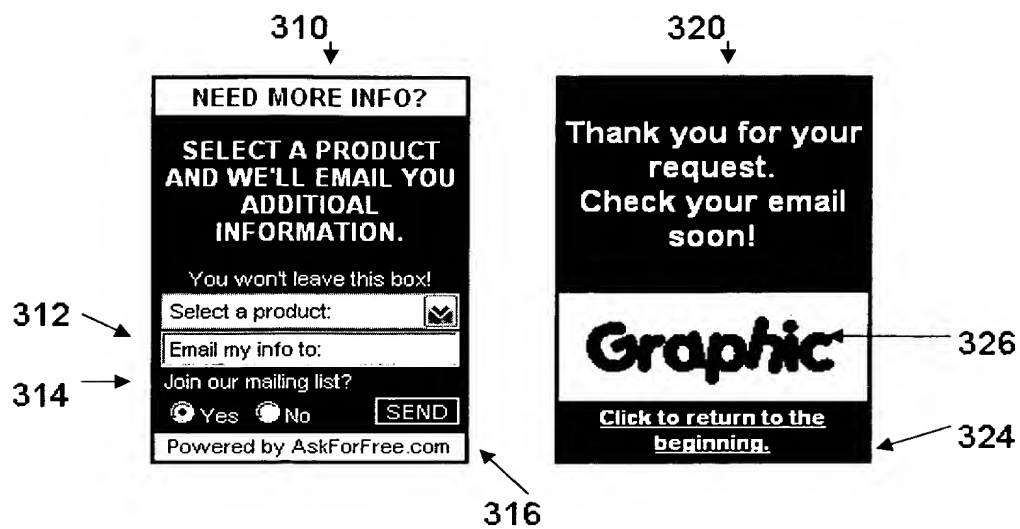 310
320
NEED MORE INFO?
SELECT A PRODUCT
AND WE'LL EMAIL YOU
ADDITIOAL
INFORMATION.
You won't leave this box!
312
Select a product:
Email my info to:
314
Join our mailing list?
Yes No SEND
Powered by AskForFree.com
316
Thank you for your
request.
Check your email
soon!
Graphic
326
Click to return to the
beginning.
324